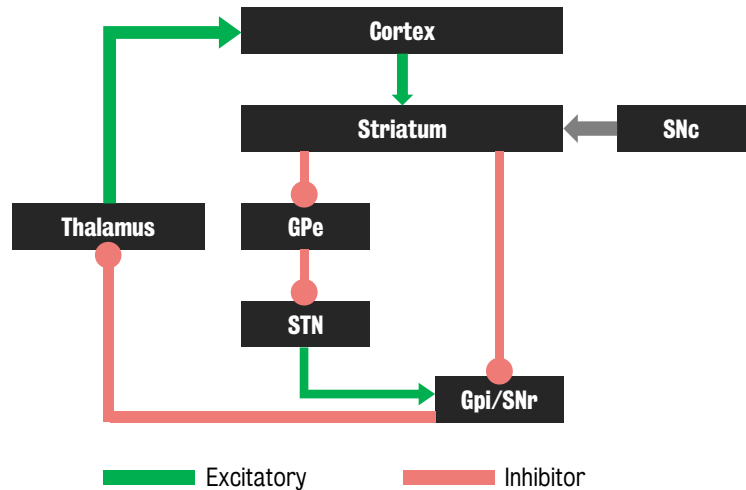 Cortex
Striatum
SNc
Thalamus
GPe
STN
Gpi/SNr
Excitatory
Inhibitor